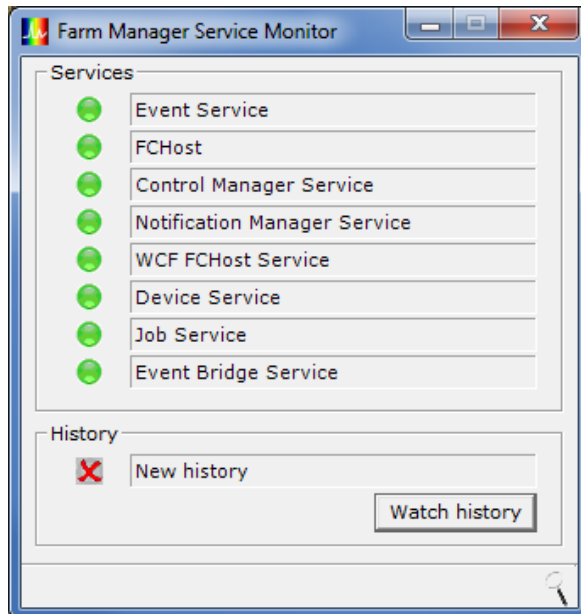 Farm Manager Service Monitor
Services
Event Service
FCHost
Control Manager Service
Notification Manager Service
WCF FCHost Service
Device Service
Job Service
Event Bridge Service
History
New history
Watch history